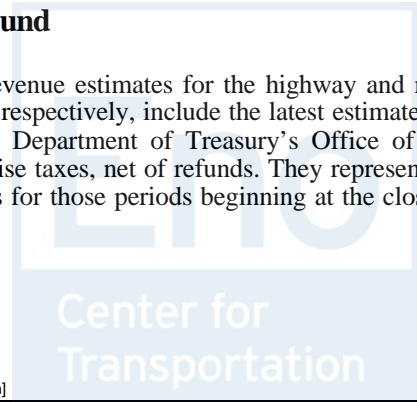 und
evenue estimates for the highway and
respectively, include the latest estimate
Department of Treasury’s Office of
ise taxes, net of refunds. They represen
s for those periods beginning at the clos
Eno
Center for
Transportation
]